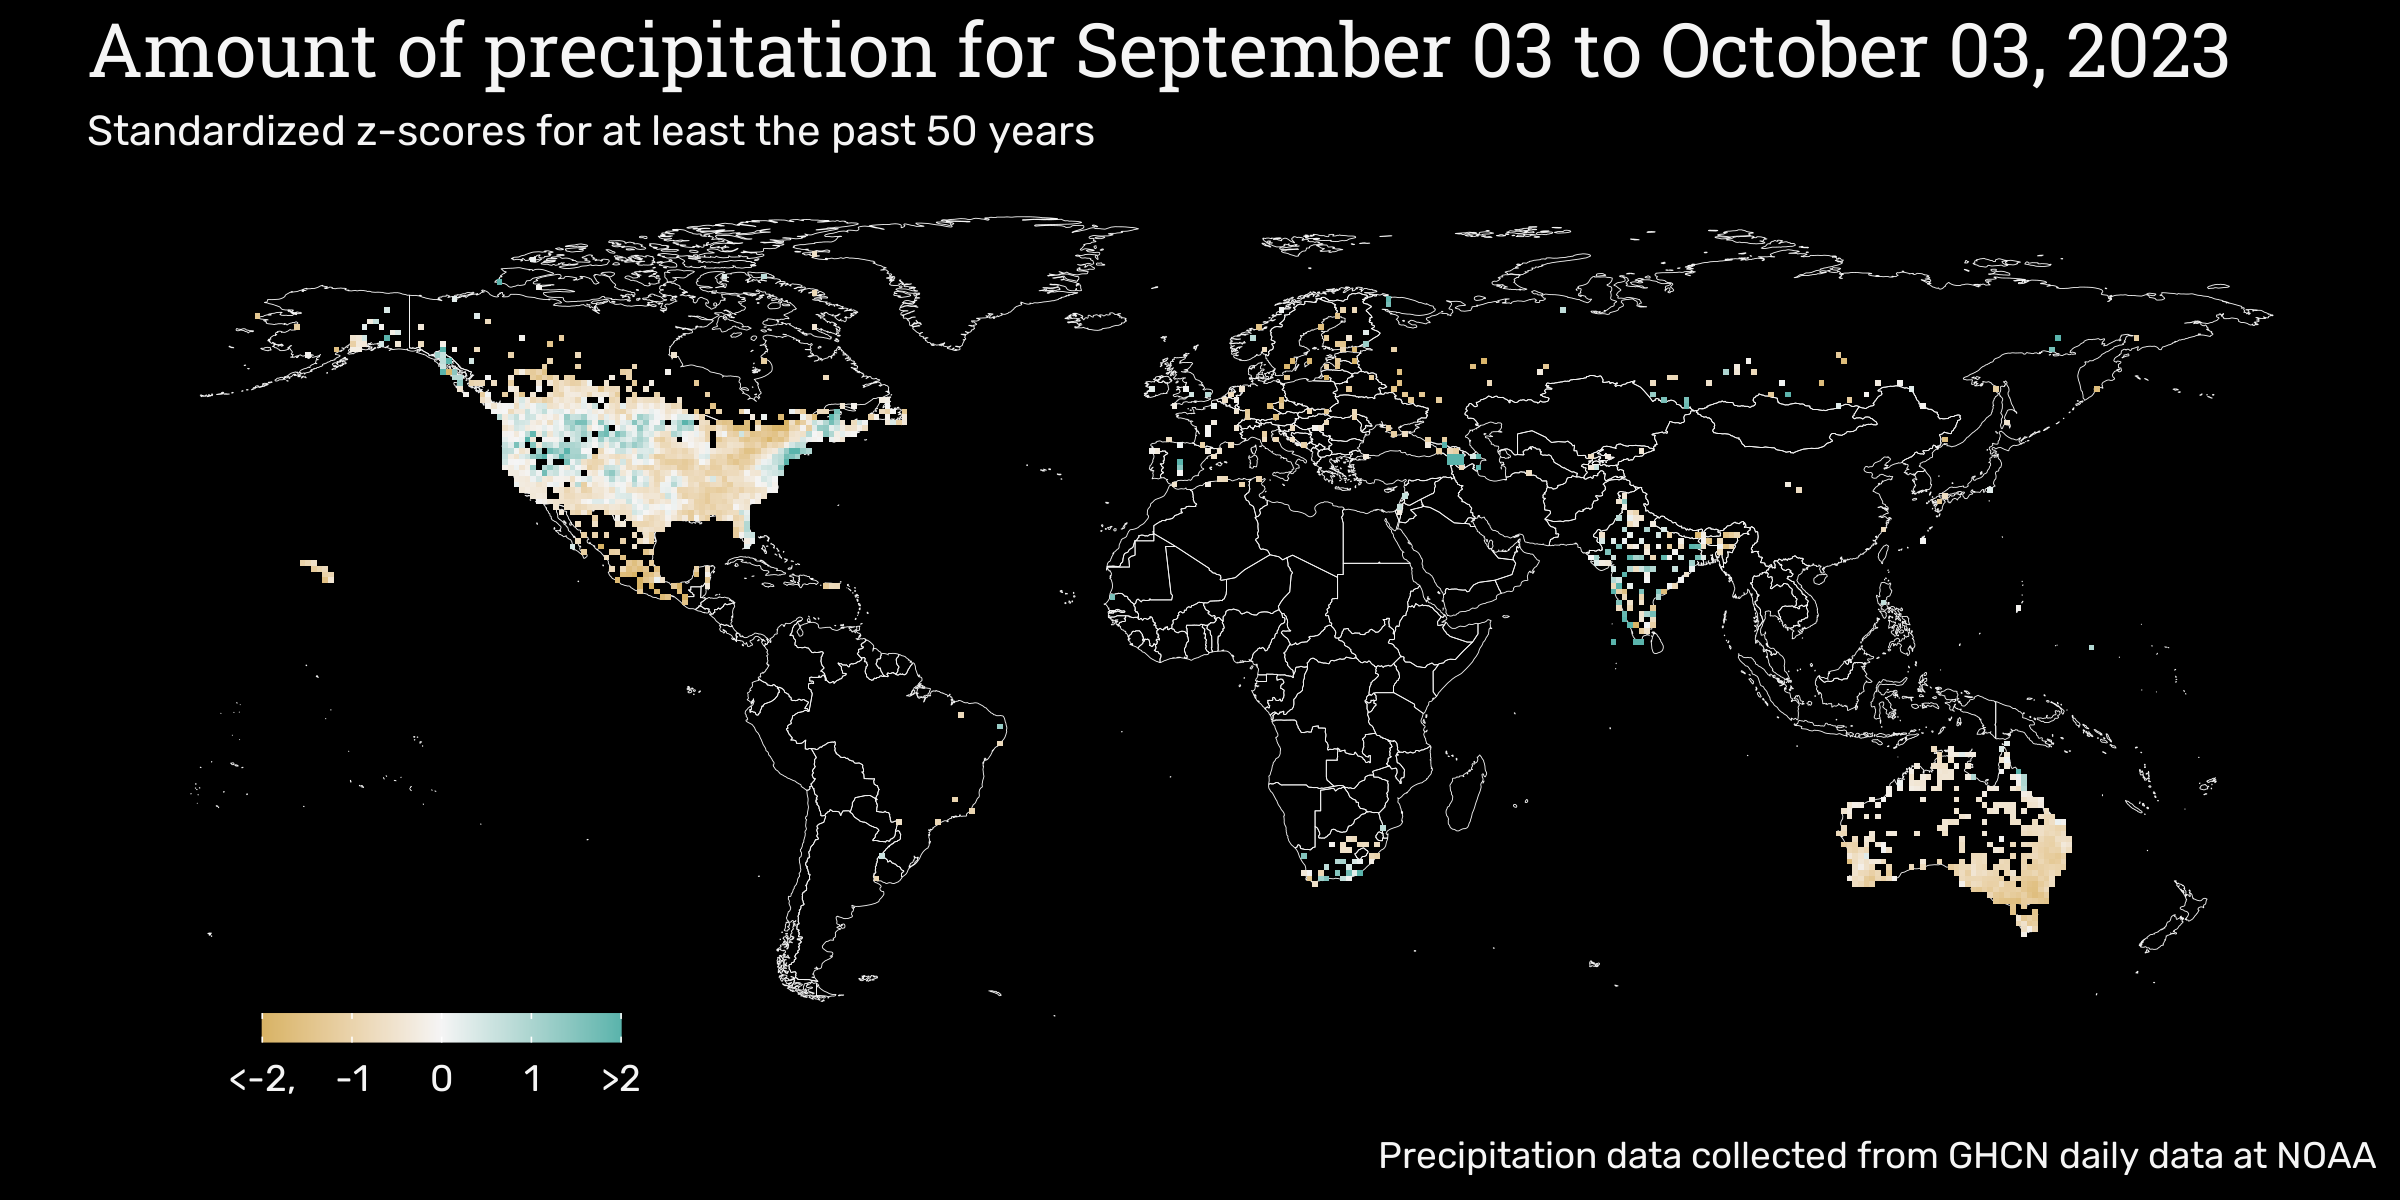 Amount of precipitation for September 03 to October 03, 2023
Standardized z-scores for at least the past 50 years
<-2, -1 0 1 >2
Precipitation data collected from GHCN daily data at NOAA